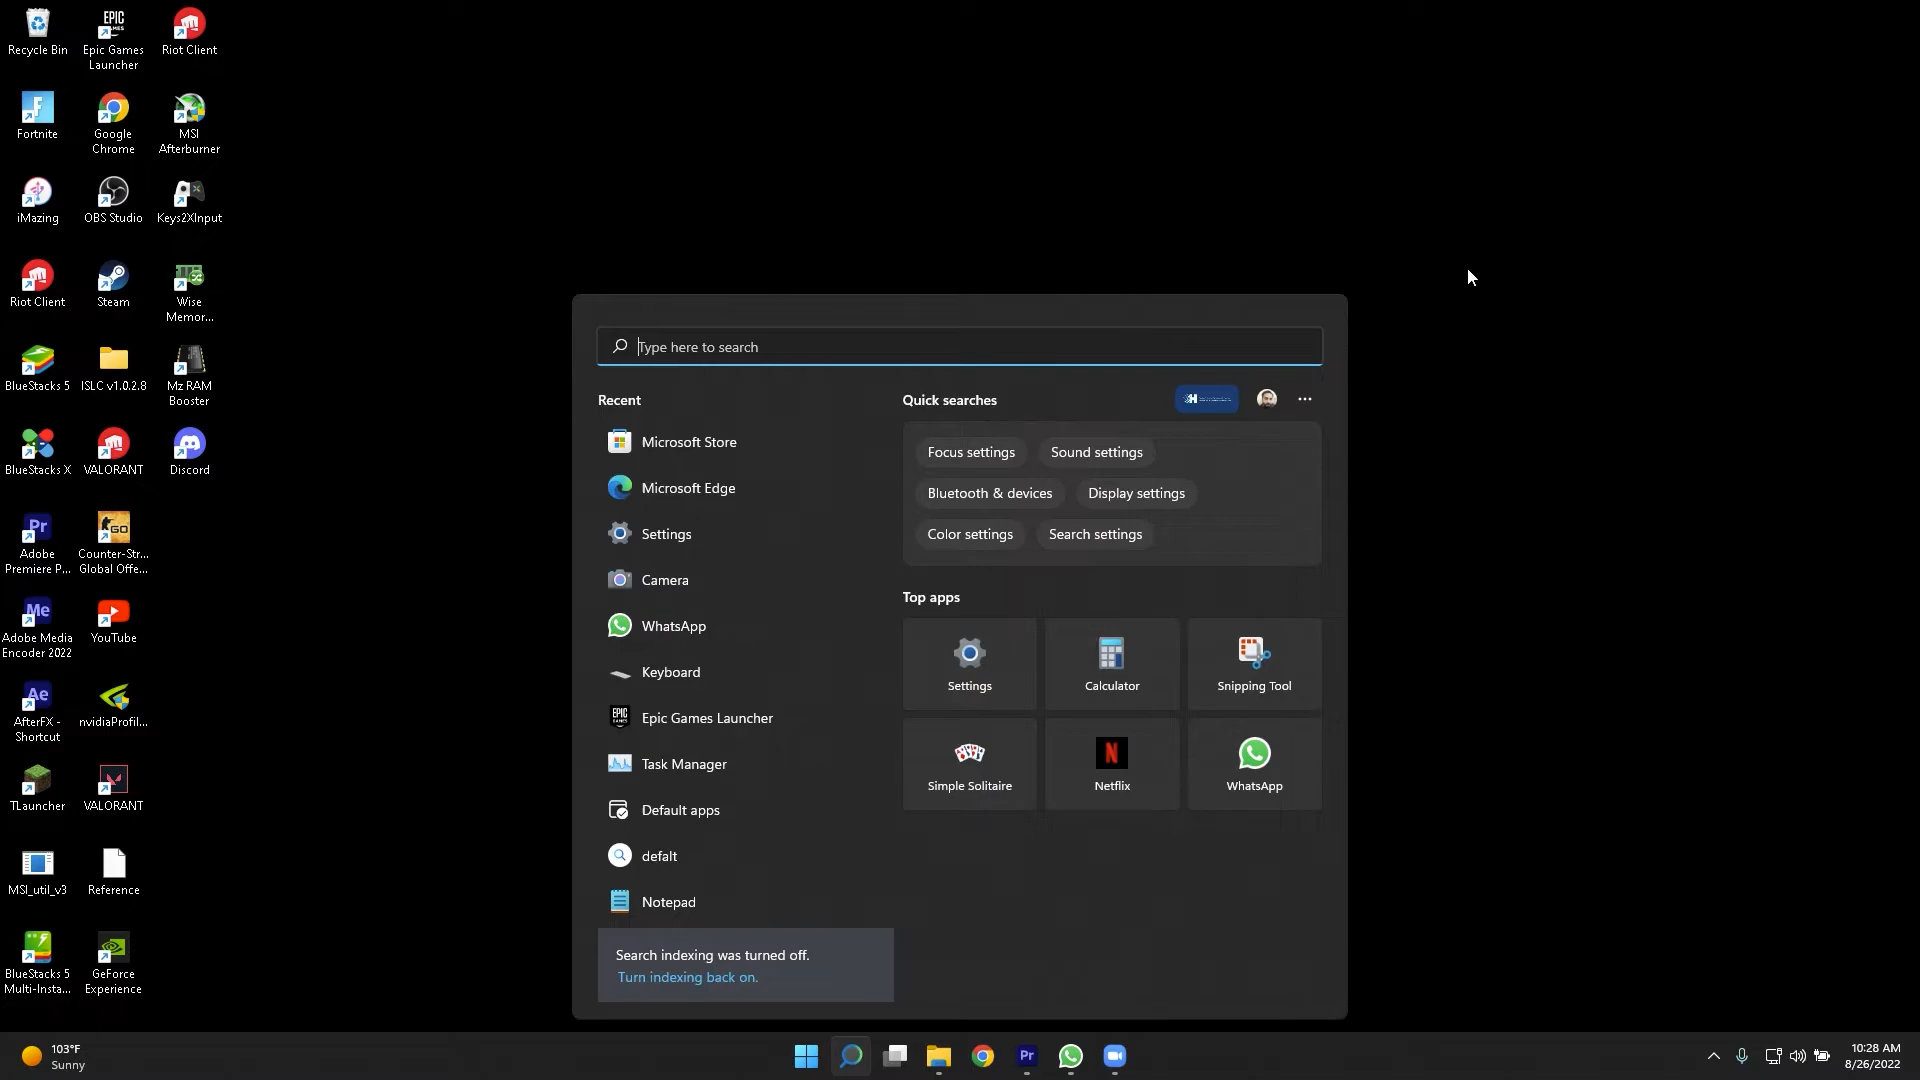 Recycle Bin
Epic Games
Launcher
Riot Client
Fortnite
Google
Chrome
MSI
Afterburner
iMazing
OBS Studio
Keys2XInput
Riot Client
Steam
Wise
Memor...
BlueStacks 5
ISLC v1.0.2.8
Mz RAM
Booster
BlueStacks X
VALORANT
Discord
Adobe
Premiere P...
Counter-Str...
Global Offe...
Adobe Media
Encoder 2022
YouTube
AfterFX -
Shortcut
nvidiaProfil...
TLauncher
VALORANT
MSI_util_v3
Reference
BlueStacks 5
Multi-Insta...
GeForce
Experience
Type here to search
Recent
Microsoft Store
Microsoft Edge
Settings
Camera
WhatsApp
Keyboard
Epic Games Launcher
Task Manager
Default apps
defalt
Notepad
Search indexing was turned off.
Turn indexing back on.
Quick searches
Focus settings
Sound settings
Bluetooth & devices
Display settings
Color settings
Search settings
Top apps
Settings
Calculator
Snipping Tool
Simple Solitaire
Netflix
WhatsApp
103°F
Sunny
10:28 AM
8/26/2022